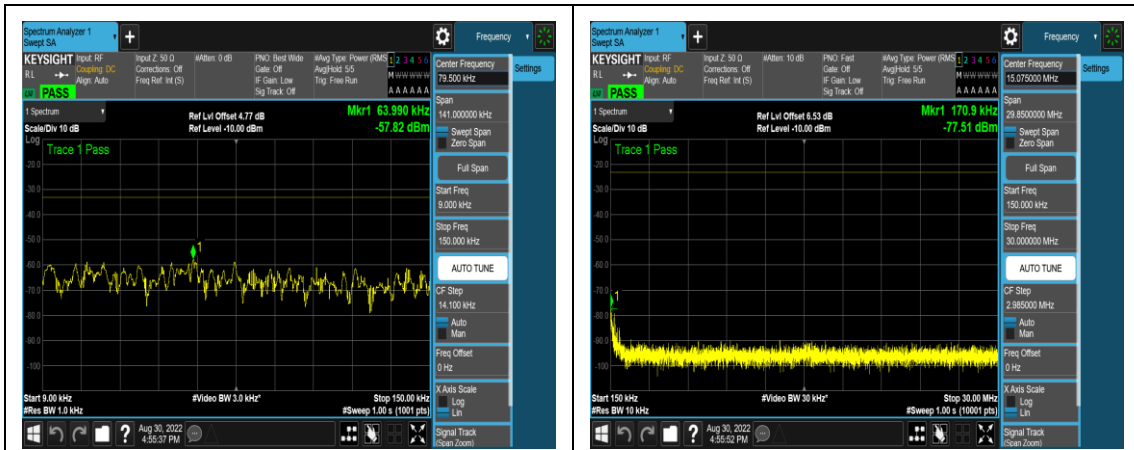 Spectrum Analyzer 1
Swept SA
Frequency
KEYSIGHT
Input: RF
Coupling: DC
Align: Auto
Input Z: 50 Ω
Corrections: Off
Freq Ref: Int (S)
#Atten: 0 dB
PNO: Best Wide
Gate: Off
IF Gain: Low
Sig Track: Off
#Avg Type: Power (RMS)
Avg|Hold: 5/5
Trig: Free Run
1 2 3 4 5 6
M W W W W W
A A A A A A
RL
PASS
Center Frequency
79.500 kHz
Settings
1 Spectrum
Scale/Div 10 dB
Log
Ref Lvl Offset 4.77 dB
Ref Level -10.00 dBm
Mkr1 63.990 kHz
-57.82 dBm
Trace 1 Pass
-20.0
-30.0
-40.0
-50.0
-60.0
-70.0
-80.0
-90.0
-100
1
Span
141.000000 kHz
Swept Span
Zero Span
Full Span
Start Freq
9.000 kHz
Stop Freq
150.000 kHz
AUTO TUNE
CF Step
14.100 kHz
Auto
Man
Freq Offset
0 Hz
X Axis Scale
Log
Lin
Signal Track
(Span Zoom)
Start 9.00 kHz
#Res BW 1.0 kHz
#Video BW 3.0 kHz*
Stop 150.00 kHz
#Sweep 1.00 s (1001 pts)
?
Aug 30, 2022
4:55:37 PM
Spectrum Analyzer 1
Swept SA
Frequency
KEYSIGHT
Input: RF
Coupling: DC
Align: Auto
Input Z: 50 Ω
Corrections: Off
Freq Ref: Int (S)
#Atten: 10 dB
PNO: Fast
Gate: Off
IF Gain: Low
Sig Track: Off
#Avg Type: Power (RMS)
Avg|Hold: 5/5
Trig: Free Run
1 2 3 4 5 6
M W W W W W
A A A A A A
RL
PASS
Center Frequency
15.075000 MHz
Settings
1 Spectrum
Scale/Div 10 dB
Log
Ref Lvl Offset 6.53 dB
Ref Level -10.00 dBm
Mkr1 170.9 kHz
-77.51 dBm
Trace 1 Pass
-20.0
-30.0
-40.0
-50.0
-60.0
-70.0
-80.0
-90.0
-100
1
Span
29.8500000 MHz
Swept Span
Zero Span
Full Span
Start Freq
150.000 kHz
Stop Freq
30.000000 MHz
AUTO TUNE
CF Step
2.985000 MHz
Auto
Man
Freq Offset
0 Hz
X Axis Scale
Log
Lin
Signal Track
(Span Zoom)
Start 150 kHz
#Res BW 10 kHz
#Video BW 30 kHz*
Stop 30.00 MHz
#Sweep 1.00 s (1001 pts)
?
Aug 30, 2022
4:55:52 PM